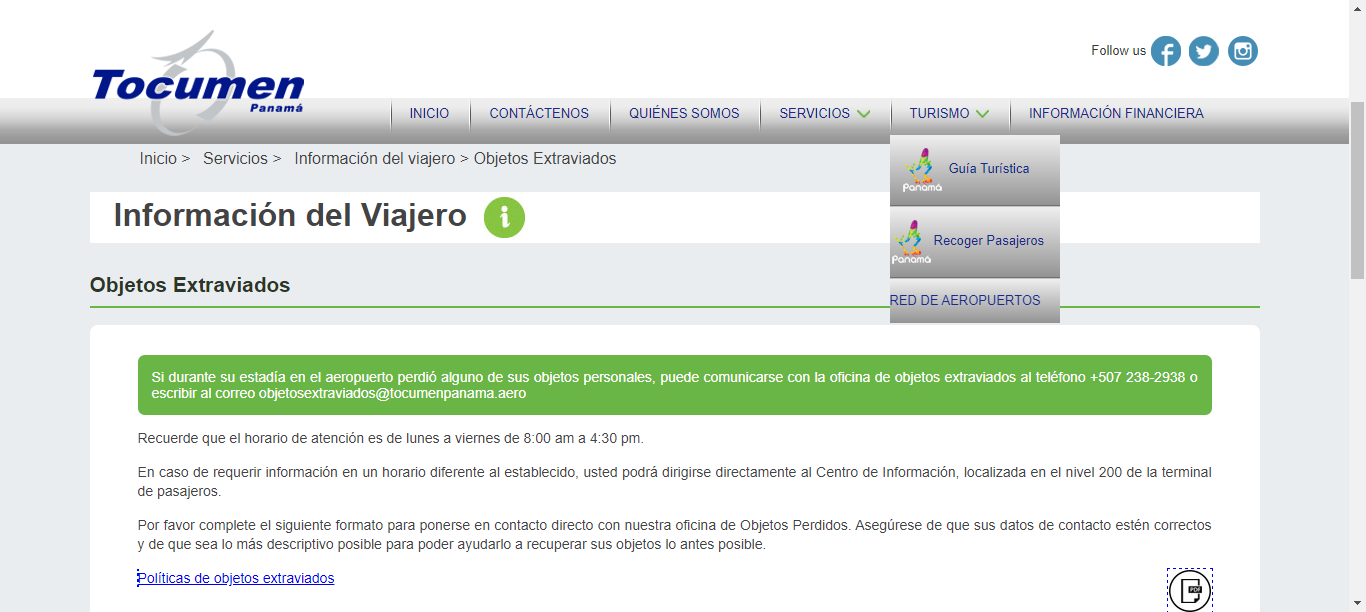 Follow us
Tocumen
Panamá
INICIO
CONTÁCTENOS
QUIÉNES SOMOS
SERVICIOS
TURISMO
INFORMACIÓN FINANCIERA
Panamá
Guía Turística
Panamá
Recoger Pasajeros
RED DE AEROPUERTOS
Inicio > Servicios > Información del viajero > Objetos Extraviados
Información del Viajero
Objetos Extraviados
Si durante su estadía en el aeropuerto perdió alguno de sus objetos personales, puede comunicarse con la oficina de objetos extraviados al teléfono +507 238-2938 o
escribir al correo objetosextraviados@tocumenpanama.aero
Recuerde que el horario de atención es de lunes a viernes de 8:00 am a 4:30 pm.
En caso de requerir información en un horario diferente al establecido, usted podrá dirigirse directamente al Centro de Información, localizada en el nivel 200 de la terminal
de pasajeros.
Por favor complete el siguiente formato para ponerse en contacto directo con nuestra oficina de Objetos Perdidos. Asegúrese de que sus datos de contacto estén correctos
y de que sea lo más descriptivo posible para poder ayudarlo a recuperar sus objetos lo antes posible.
Políticas de objetos extraviados
PDF